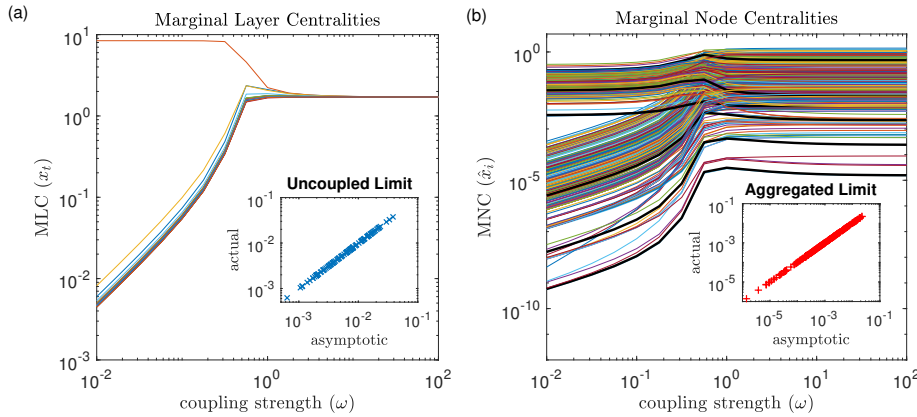 (a)
Marginal Layer Centralities
MLC (x_t)
10^1
10^0
10^-1
10^-2
10^-3
10^-2
10^-1
10^0
10^1
10^2
coupling strength (ω)
Uncoupled Limit
actual
10^-1
10^-2
10^-3
10^-3
10^-2
10^-1
asymptotic
(b)
Marginal Node Centralities
MNC (x̂_i)
10^0
10^-5
10^-10
10^-2
10^-1
10^0
10^1
10^2
coupling strength (ω)
Aggregated Limit
actual
10^-1
10^-3
10^-5
10^-5
10^-3
10^-1
asymptotic